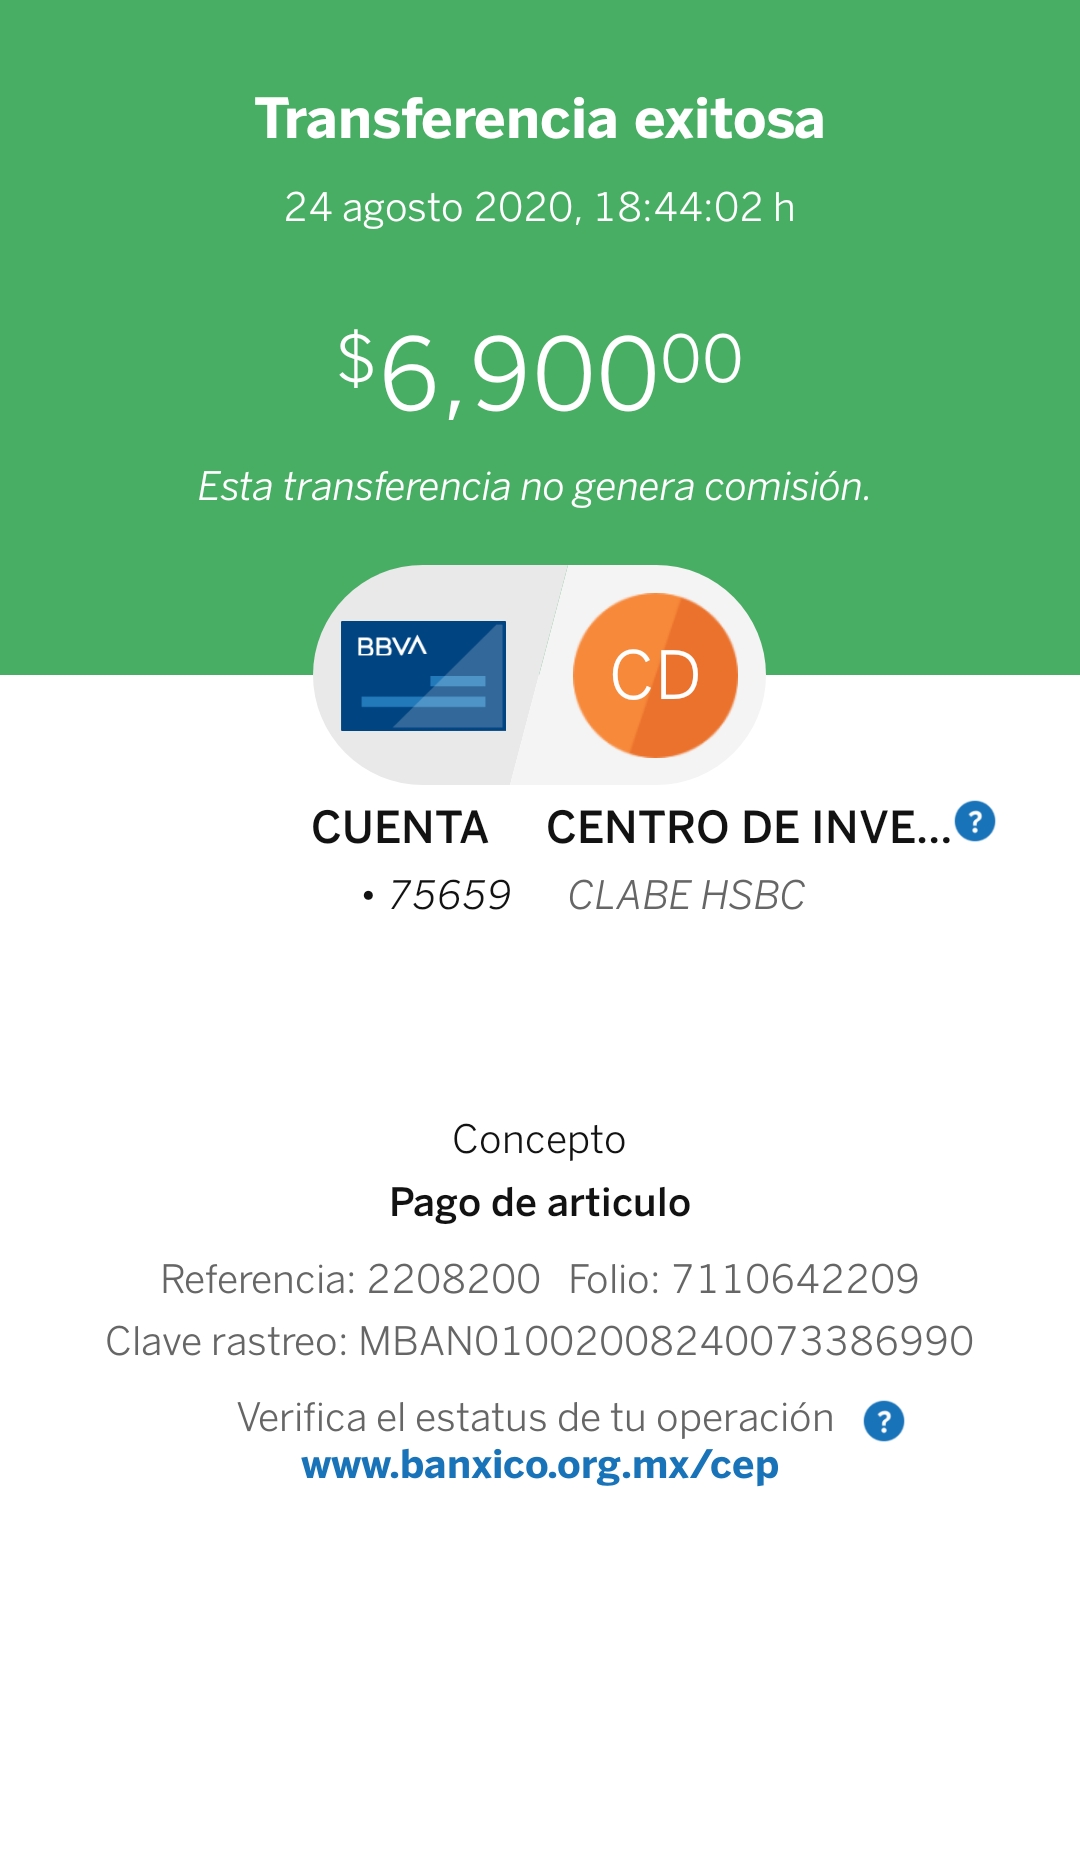 Transferencia exitosa
24 agosto 2020, 18:44:02 h
$6,90000
Esta transferencia no genera comisión.
BBVA
CD
CUENTA CENTRO DE INVE... ?
• 75659 CLABE HSBC
Concepto
Pago de articulo
Referencia: 2208200 Folio: 7110642209
Clave rastreo: MBAN01002008240073386990
Verifica el estatus de tu operación ?
www.banxico.org.mx/cep